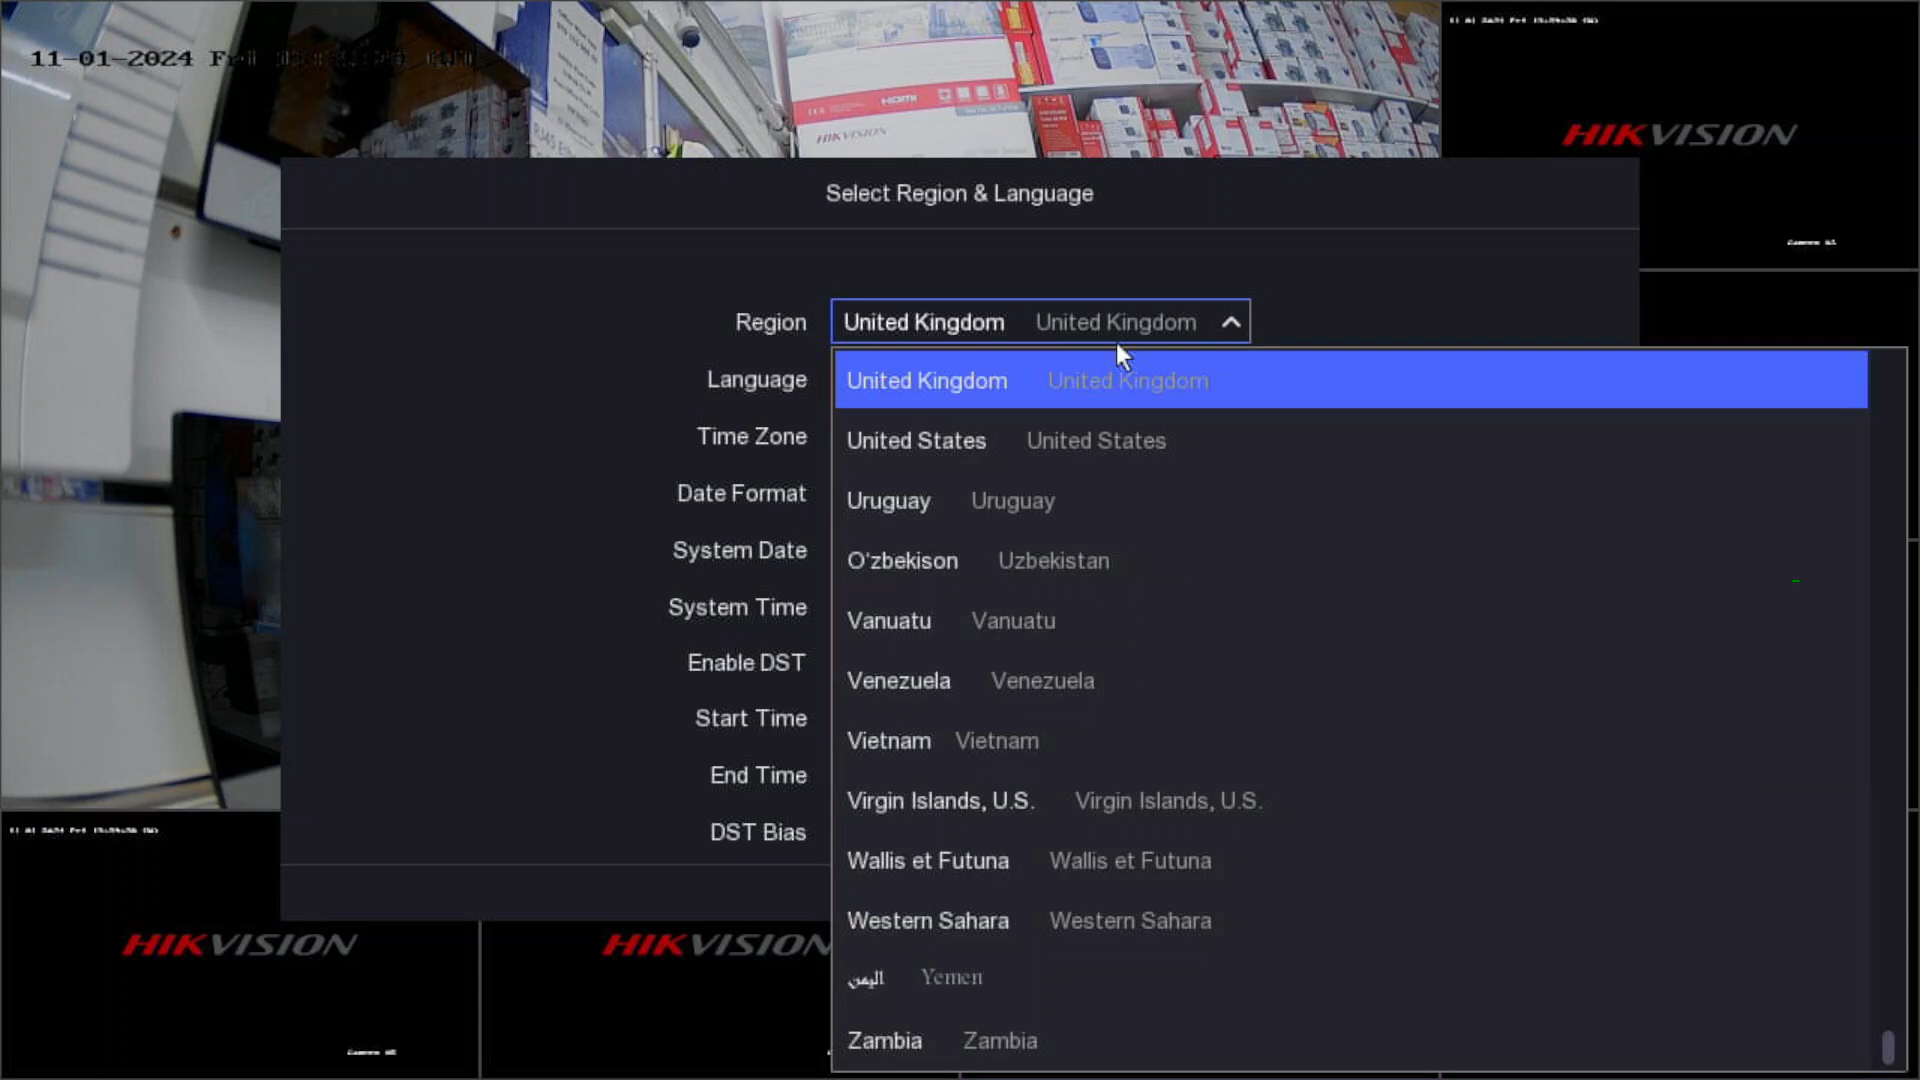 11-01-2024 Fri
HDMI
HIKVISION
HIKVISION
Select Region & Language
Region United Kingdom United Kingdom
Language
United Kingdom United Kingdom
Time Zone
United States United States
Date Format
Uruguay Uruguay
System Date
O'zbekison Uzbekistan
System Time
Vanuatu Vanuatu
Enable DST
Venezuela Venezuela
Start Time
Vietnam Vietnam
End Time
Virgin Islands, U.S. Virgin Islands, U.S.
DST Bias
Wallis et Futuna Wallis et Futuna
Western Sahara Western Sahara
اليمن Yemen
Zambia Zambia
HIKVISION
HIKVISION